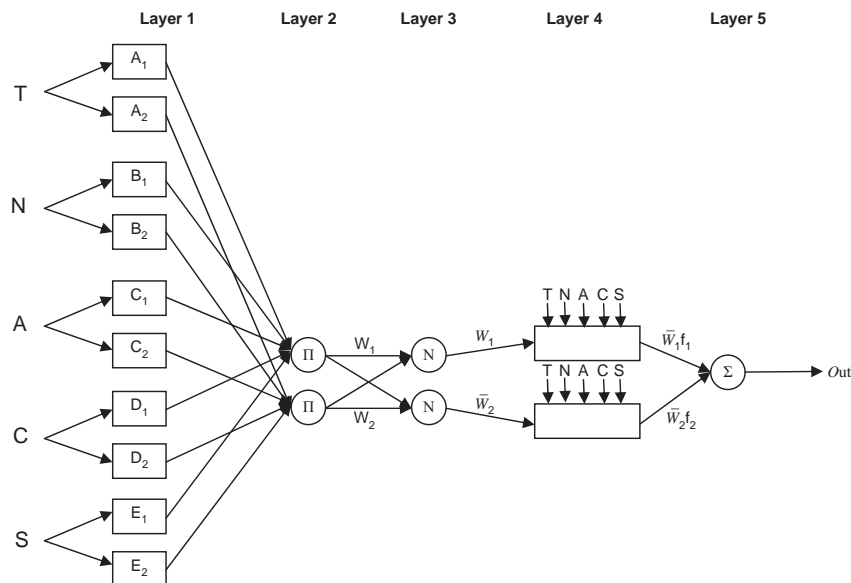 Layer 1 Layer 2 Layer 3 Layer 4 Layer 5
T
A₁
A₂
N
B₁
B₂
A
C₁
C₂
C
D₁
D₂
S
E₁
E₂
Π
Π
W₁
W₂
N
N
W₁
W̅₂
T N A C S
T N A C S
W̅₁f₁
W̅₂f₂
Σ
Out